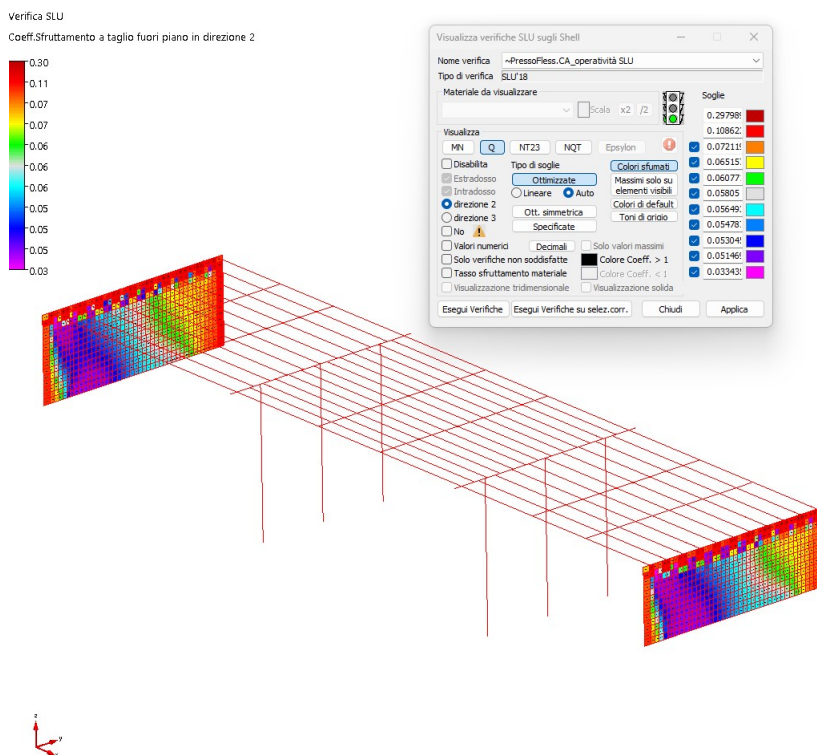 Verifica SLU
Coeff.Sfruttamento a taglio fuori piano in direzione 2
0.30
0.11
0.07
0.07
0.06
0.06
0.06
0.05
0.05
0.05
0.03
Visualizza verifiche SLU sugli Shell
Nome verifica ~PressoFless.CA_operatività SLU
Tipo di verifica SLU'18
Materiale da visualizzare
Scala x2 /2
Soglie
Visualizza
MN Q NT23 NQT Epsylon
Disabilita Tipo di soglie Colori sfumati
Estradosso Ottimizzate Massimi solo su elementi visibili
Intradosso Lineare Auto
direzione 2 Ott. simmetrica Colori di default
direzione 3 Specificate Toni di grigio
No
Valori numerici Decimali Solo valori massimi
Solo verifiche non soddisfatte Colore Coeff. > 1
Tasso sfruttamento materiale Colore Coeff. < 1
Visualizzazione tridimensionale Visualizzazione solida
0.29798
0.10862
0.07211
0.06515
0.06077
0.05805
0.05649
0.05478
0.05304
0.05146
0.03343
Esegui Verifiche Esegui Verifiche su selez.corr. Chiudi Applica
z
y